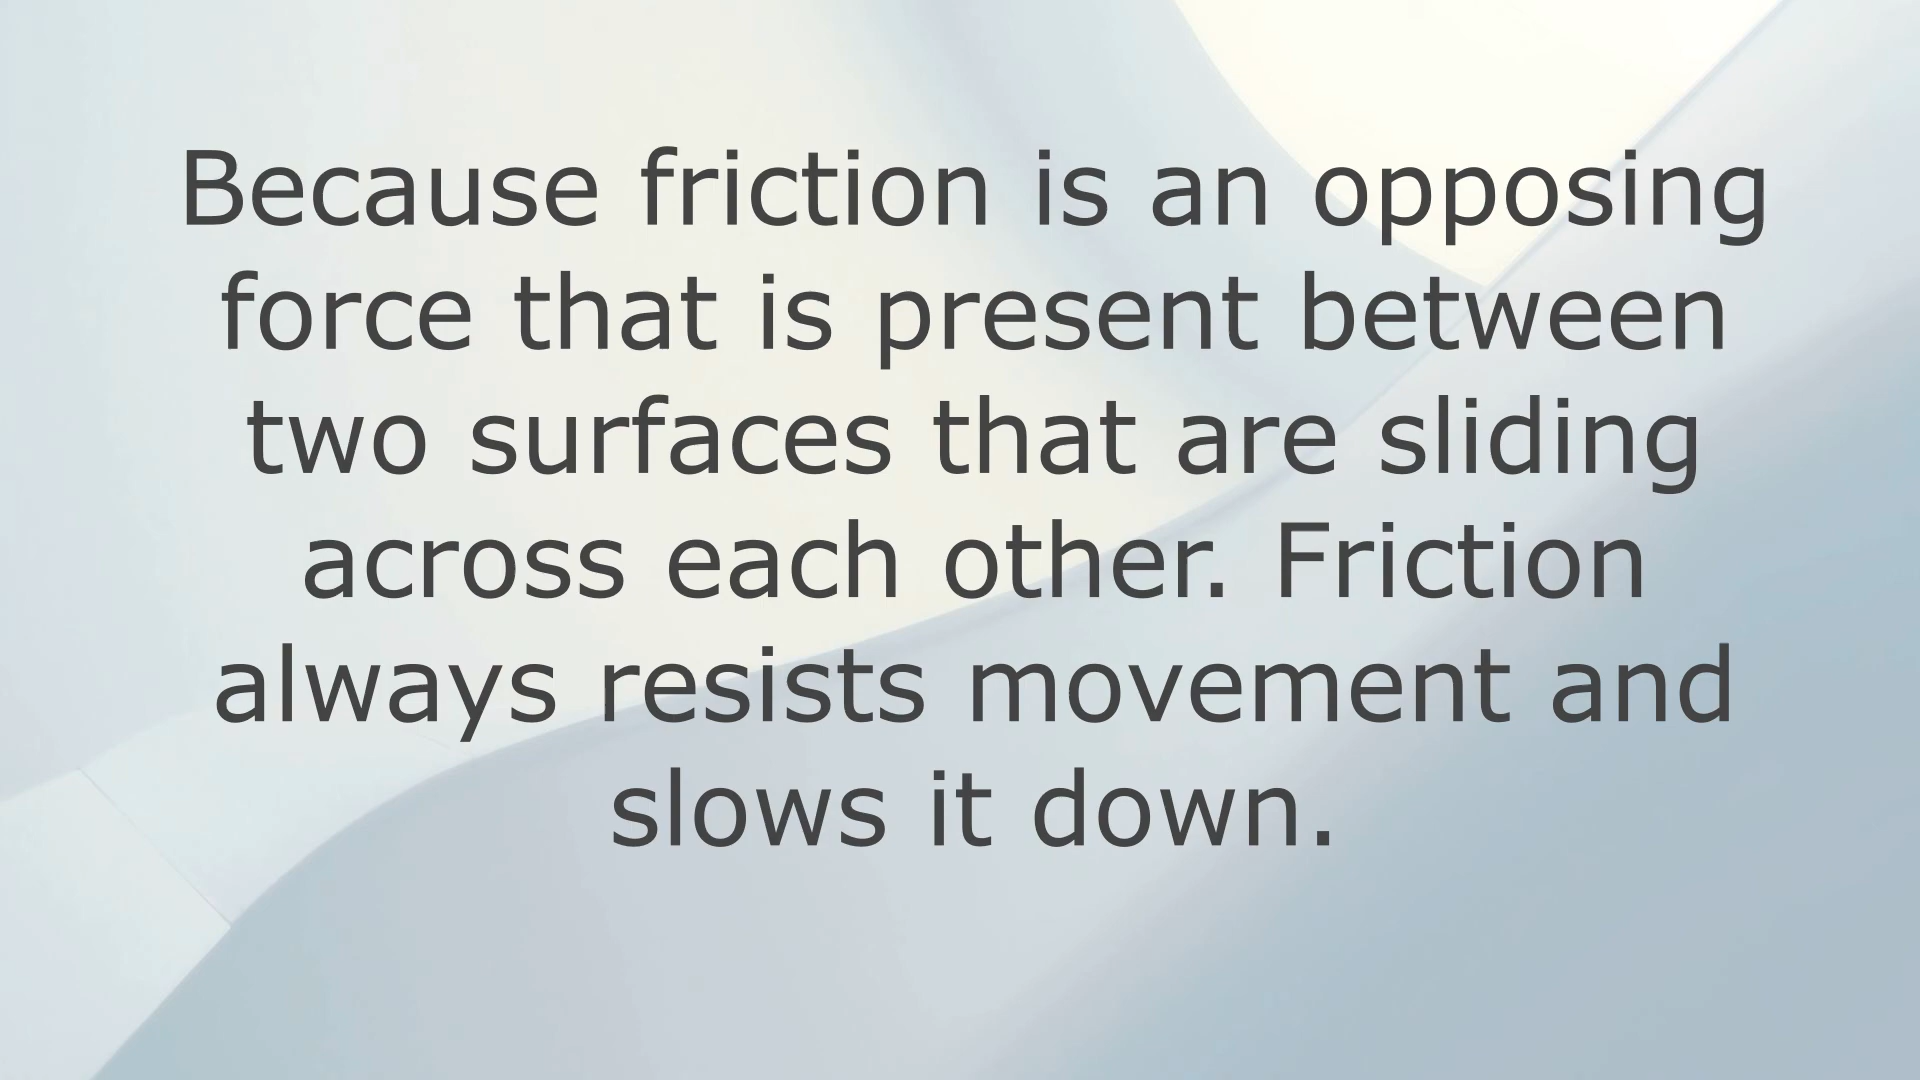 Because friction is an opposing
force that is present between
two surfaces that are sliding
across each other. Friction
always resists movement and
slows it down.